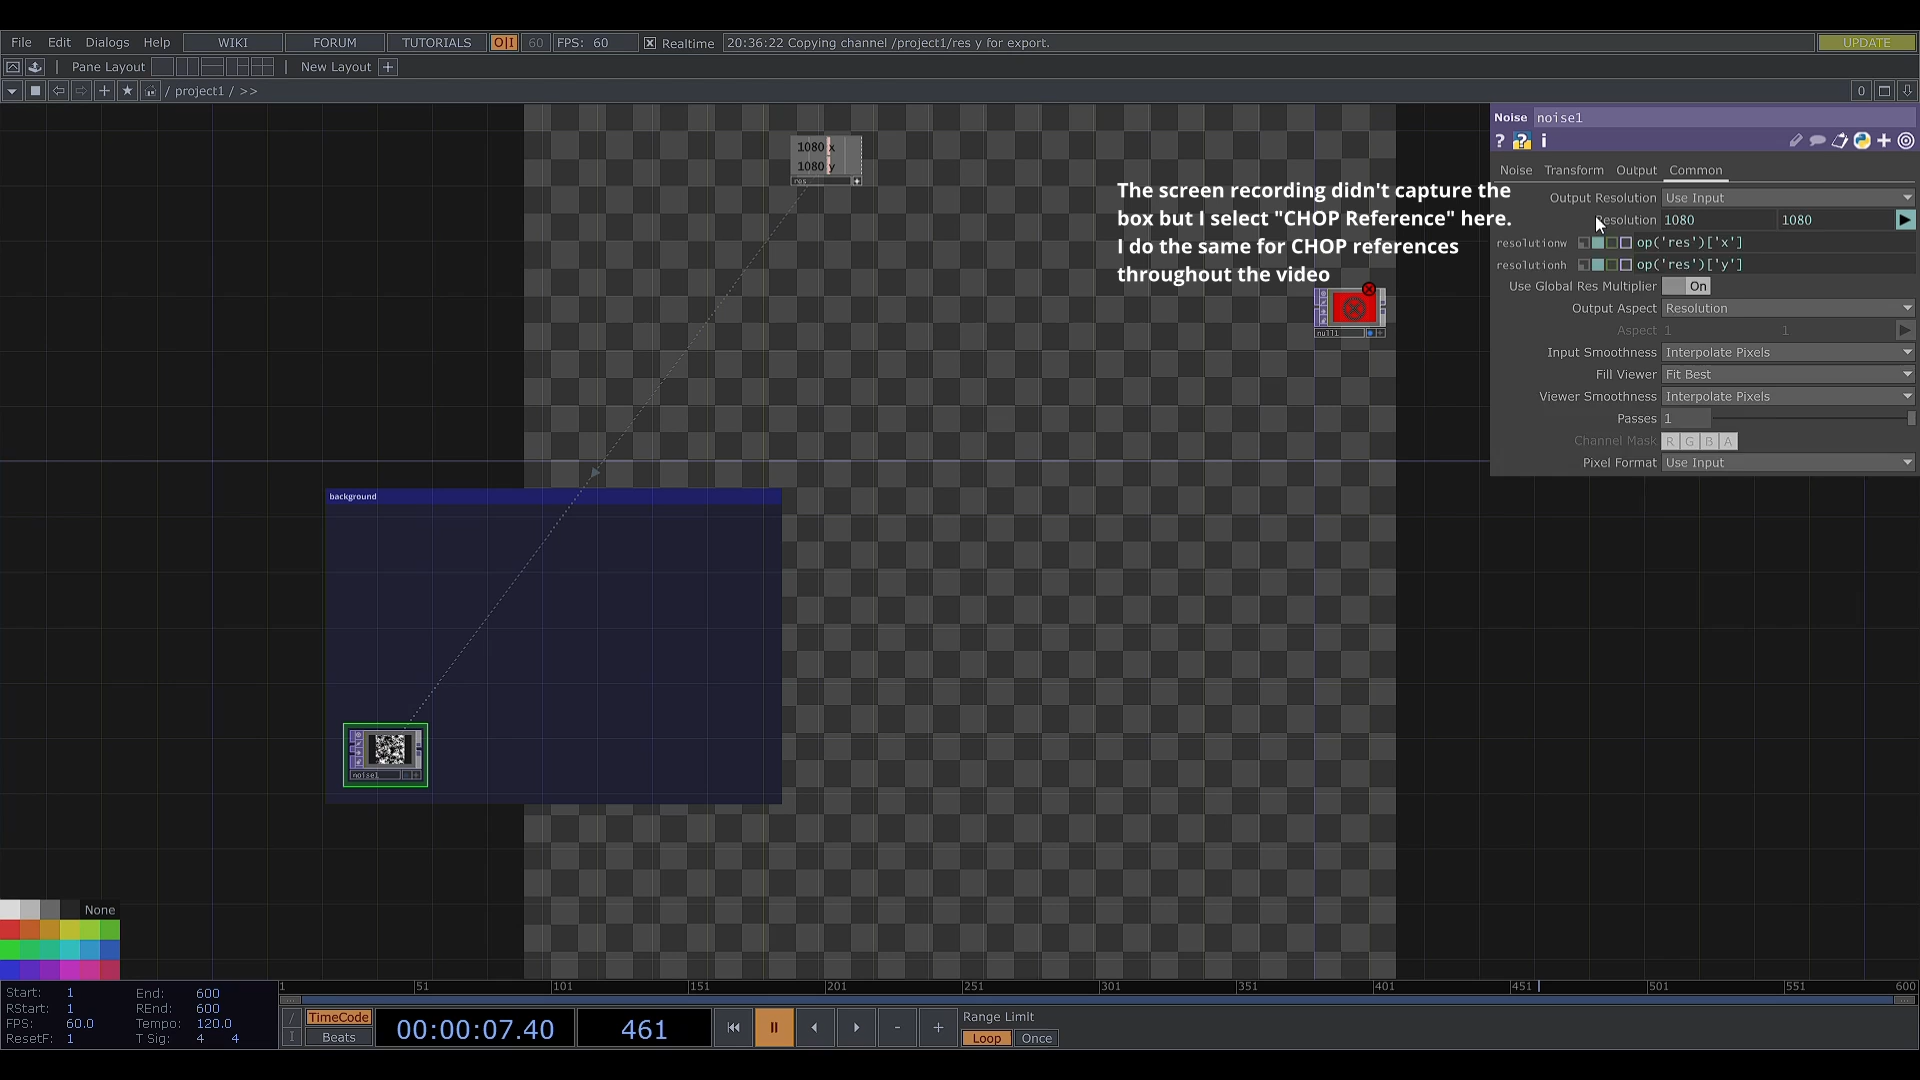 File Edit Dialogs Help WIKI FORUM TUTORIALS O|I 60 FPS: 60 Realtime 20:36:22 Copying channel /project1/res y for export. UPDATE
Pane Layout New Layout +
/ project1 / >> 0
Noise noise1
1080 x
1080 y
res
Noise Transform Output Common
The screen recording didn't capture the
box but I select "CHOP Reference" here.
I do the same for CHOP references
throughout the video
Output Resolution Use Input
Resolution 1080 1080
resolutionw op('res')['x']
resolutionh op('res')['y']
Use Global Res Multiplier On
Output Aspect Resolution
Aspect 1 1
Input Smoothness Interpolate Pixels
Fill Viewer Fit Best
Viewer Smoothness Interpolate Pixels
Passes 1
Channel Mask R G B A
Pixel Format Use Input
null1
background
noise1
None
Start: 1 End: 600
RStart: 1 REnd: 600
FPS: 60.0 Tempo: 120.0
ResetF: 1 T Sig: 4 4
1 51 101 151 201 251 301 351 401 451 501 551 600
TimeCode
Beats
00:00:07.40 461
Range Limit
Loop Once